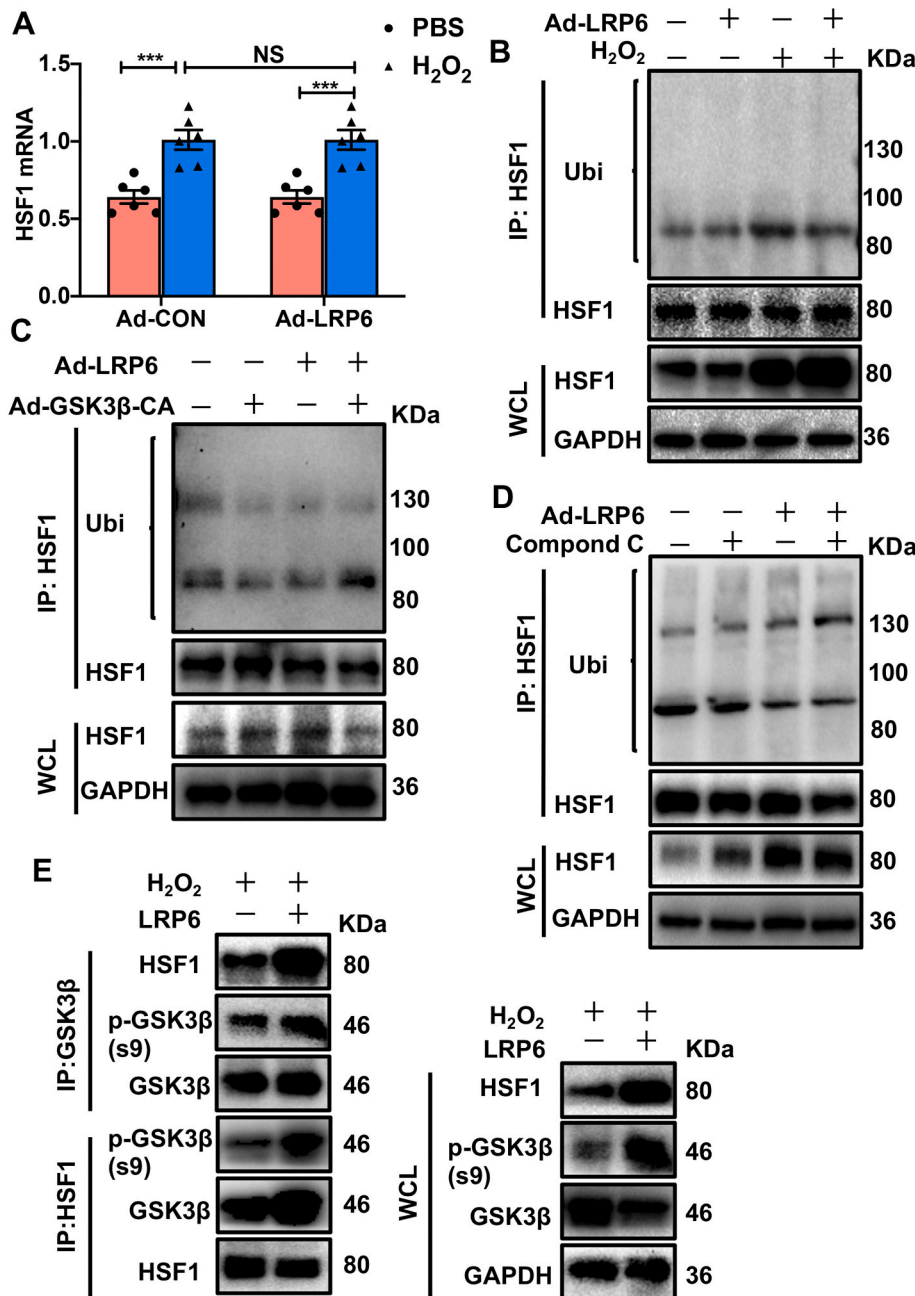 A
● PBS
▲ H₂O₂
HSF1 mRNA
1.5
1.0
0.5
0.0
***
NS
***
Ad-CON
Ad-LRP6
B
Ad-LRP6 − + − +
H₂O₂ − − + + KDa
IP: HSF1
Ubi
130
100
80
HSF1 80
WCL
HSF1 80
GAPDH 36
C
Ad-LRP6 − − + +
Ad-GSK3β-CA − + − +
KDa
IP: HSF1
Ubi
130
100
80
HSF1 80
WCL
HSF1 80
GAPDH 36
D
Ad-LRP6 − − + +
Compond C − + − + KDa
IP: HSF1
Ubi
130
100
80
HSF1 80
WCL
HSF1 80
GAPDH 36
E
H₂O₂ + +
LRP6 − + KDa
IP:GSK3β
HSF1 80
p-GSK3β 46
(s9)
GSK3β 46
IP:HSF1
p-GSK3β 46
(s9)
GSK3β 46
HSF1 80
H₂O₂ + +
LRP6 − + KDa
WCL
HSF1 80
p-GSK3β 46
(s9)
GSK3β 46
GAPDH 36